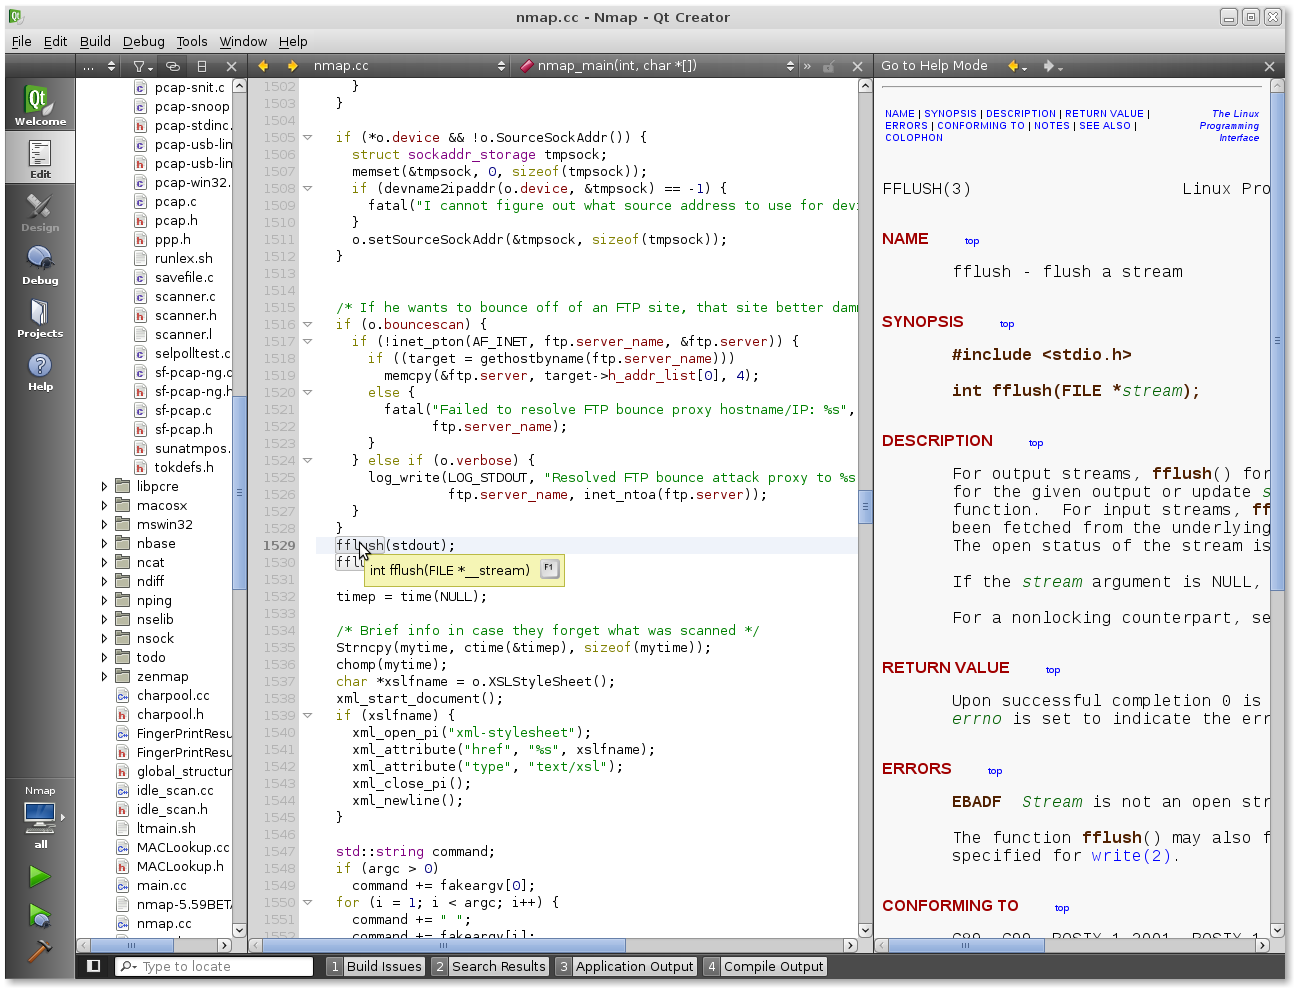 nmap.cc - Nmap - Qt Creator
File Edit Build Debug Tools Window Help
...
nmap.cc
nmap_main(int, char *[])
»
Go to Help Mode
Welcome
Edit
Design
Debug
Projects
Help
Nmap
all
pcap-snit.c
pcap-snoop
pcap-stdinc.
pcap-usb-lin
pcap-usb-lin
pcap-win32.
pcap.c
pcap.h
ppp.h
runlex.sh
savefile.c
scanner.c
scanner.h
scanner.l
selpolltest.c
sf-pcap-ng.c
sf-pcap-ng.h
sf-pcap.c
sf-pcap.h
sunatmpos.
tokdefs.h
libpcre
macosx
mswin32
nbase
ncat
ndiff
nping
nselib
nsock
todo
zenmap
charpool.cc
charpool.h
FingerPrintResu
FingerPrintResu
global_structur
idle_scan.cc
idle_scan.h
ltmain.sh
MACLookup.cc
MACLookup.h
main.cc
nmap-5.59BETA
nmap.cc
1502 }
1503 }
1504
1505 if (*o.device && !o.SourceSockAddr()) {
1506 struct sockaddr_storage tmpsock;
1507 memset(&tmpsock, 0, sizeof(tmpsock));
1508 if (devname2ipaddr(o.device, &tmpsock) == -1) {
1509 fatal("I cannot figure out what source address to use for devi
1510 }
1511 o.setSourceSockAddr(&tmpsock, sizeof(tmpsock));
1512 }
1513
1514
1515 /* If he wants to bounce off of an FTP site, that site better damn
1516 if (o.bouncescan) {
1517 if (!inet_pton(AF_INET, ftp.server_name, &ftp.server)) {
1518 if ((target = gethostbyname(ftp.server_name)))
1519 memcpy(&ftp.server, target->h_addr_list[0], 4);
1520 else {
1521 fatal("Failed to resolve FTP bounce proxy hostname/IP: %s",
1522 ftp.server_name);
1523 }
1524 } else if (o.verbose) {
1525 log_write(LOG_STDOUT, "Resolved FTP bounce attack proxy to %s
1526 ftp.server_name, inet_ntoa(ftp.server));
1527 }
1528 }
1529 fflush(stdout);
1530 fflu
int fflush(FILE *__stream) F1
1532 timep = time(NULL);
1533
1534 /* Brief info in case they forget what was scanned */
1535 Strncpy(mytime, ctime(&timep), sizeof(mytime));
1536 chomp(mytime);
1537 char *xslfname = o.XSLStyleSheet();
1538 xml_start_document();
1539 if (xslfname) {
1540 xml_open_pi("xml-stylesheet");
1541 xml_attribute("href", "%s", xslfname);
1542 xml_attribute("type", "text/xsl");
1543 xml_close_pi();
1544 xml_newline();
1545 }
1546
1547 std::string command;
1548 if (argc > 0)
1549 command += fakeargv[0];
1550 for (i = 1; i < argc; i++) {
1551 command += " ";
1552 command += fakeargv[i];
NAME | SYNOPSIS | DESCRIPTION | RETURN VALUE |
ERRORS | CONFORMING TO | NOTES | SEE ALSO |
COLOPHON
The Linux
Programming
Interface
FFLUSH(3) Linux Pro
NAME top
fflush - flush a stream
SYNOPSIS top
#include <stdio.h>
int fflush(FILE *stream);
DESCRIPTION top
For output streams, fflush() for
for the given output or update s
function. For input streams, ff
been fetched from the underlying
The open status of the stream is
If the stream argument is NULL,
For a nonlocking counterpart, se
RETURN VALUE top
Upon successful completion 0 is
errno is set to indicate the err
ERRORS top
EBADF Stream is not an open str
The function fflush() may also f
specified for write(2).
CONFORMING TO top
C89, C99, POSIX.1-2001, POSIX.1
Type to locate
1 Build Issues
2 Search Results
3 Application Output
4 Compile Output